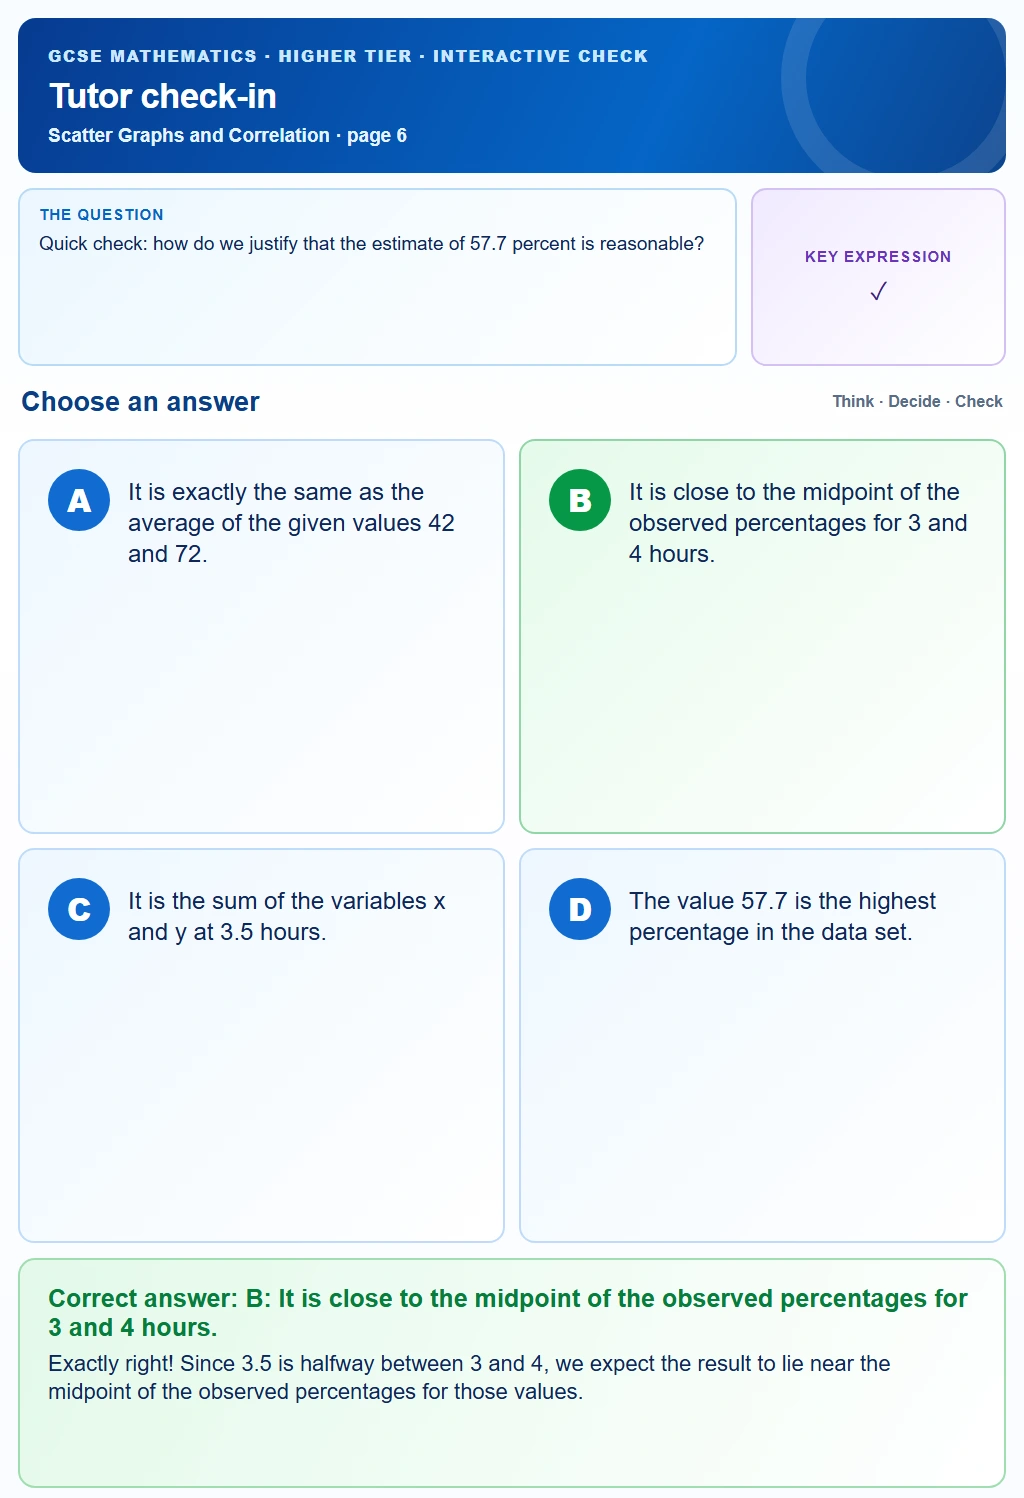 GCSE MATHEMATICS · HIGHER TIER · INTERACTIVE CHECK
Tutor check-in
Scatter Graphs and Correlation · page 6
THE QUESTION
Quick check: how do we justify that the estimate of 57.7 percent is reasonable?
KEY EXPRESSION
✓
Choose an answer
Think · Decide · Check
A
It is exactly the same as the
average of the given values 42
and 72.
B
It is close to the midpoint of the
observed percentages for 3 and
4 hours.
C
It is the sum of the variables x
and y at 3.5 hours.
D
The value 57.7 is the highest
percentage in the data set.
Correct answer: B: It is close to the midpoint of the observed percentages for
3 and 4 hours.
Exactly right! Since 3.5 is halfway between 3 and 4, we expect the result to lie near the
midpoint of the observed percentages for those values.